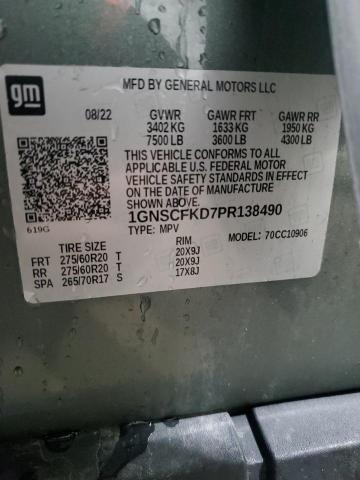 gm
MFD BY GENERAL MOTORS LLC
08/22 GVWR GAWR FRT GAWR RR
3402 KG 1633 KG 1950 KG
7500 LB 3600 LB 4300 LB
THIS VEHICLE CONFORMS TO ALL
APPLICABLE U.S. FEDERAL MOTOR
VEHICLE SAFETY STANDARDS IN EFFECT
ON THE DATE OF MANUFACTURE
SHOWN ABOVE.
1GNSCFKD7PR138490
619G
TYPE: MPV MODEL: 70CC10906
TIRE SIZE RIM
FRT 275/60R20 T 20X9J
RR 275/60R20 T 20X9J
SPA 265/70R17 S 17X8J